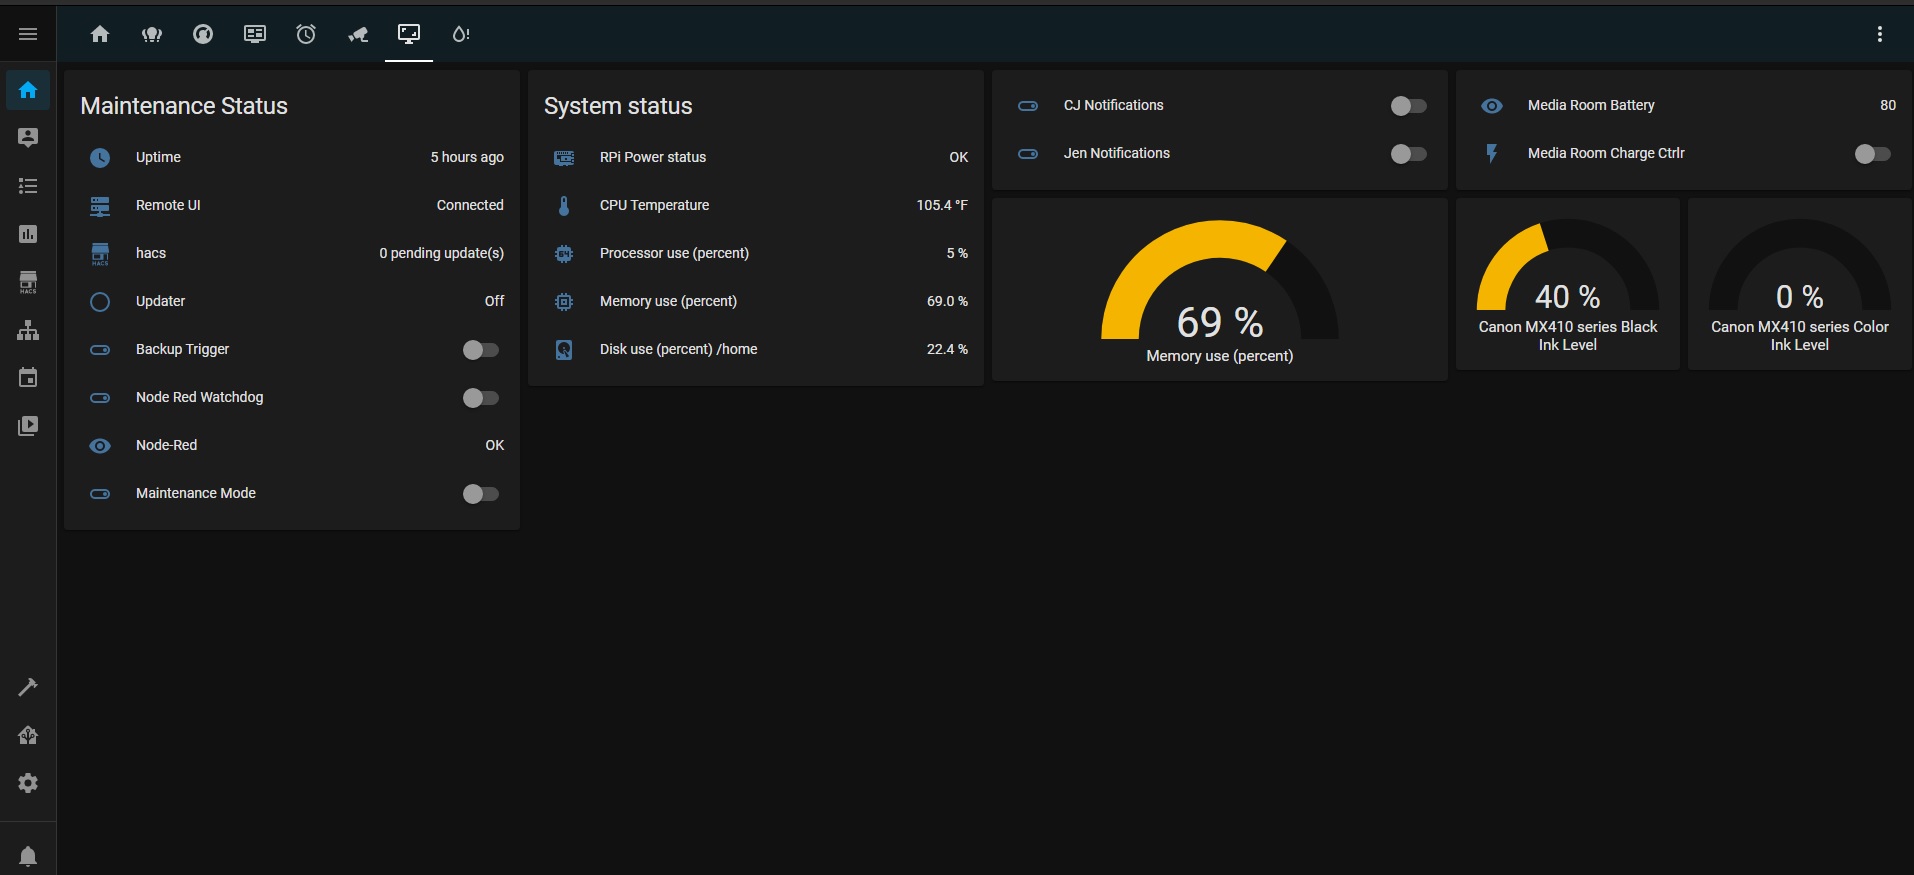 Maintenance Status
Uptime 5 hours ago
Remote UI Connected
HACS hacs 0 pending update(s)
Updater Off
Backup Trigger
Node Red Watchdog
Node-Red OK
Maintenance Mode
System status
RPi Power status OK
CPU Temperature 105.4 °F
Processor use (percent) 5 %
Memory use (percent) 69.0 %
Disk use (percent) /home 22.4 %
CJ Notifications
Jen Notifications
69 %
Memory use (percent)
Media Room Battery 80
Media Room Charge Ctrlr
40 %
Canon MX410 series Black
Ink Level
0 %
Canon MX410 series Color
Ink Level
HACS